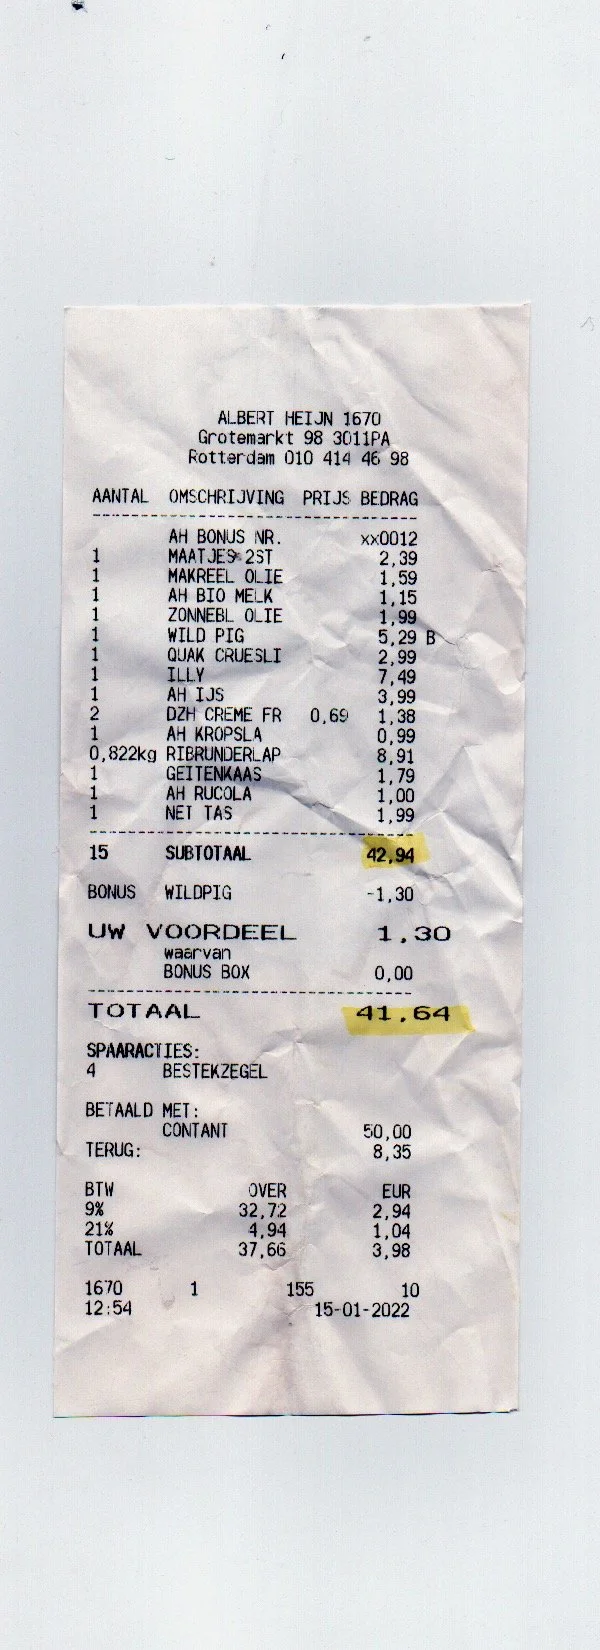 ALBERT HEIJN 1670
Grotemarkt 98 3011PA
Rotterdam 010 414 46 98
AANTAL OMSCHRIJVING PRIJS BEDRAG
AH BONUS NR. xx0012
1 MAATJES 2ST 2,39
1 MAKREEL OLIE 1,59
1 AH BIO MELK 1,15
1 ZONNEBL OLIE 1,99
1 WILD PIG 5,29 B
1 QUAK CRUESLI 2,99
1 ILLY 7,49
1 AH IJS 3,99
2 DZH CREME FR 0,69 1,38
1 AH KROPSLA 0,99
0,822kg RIBRUNDERLAP 8,91
1 GEITENKAAS 1,79
1 AH RUCOLA 1,00
1 NET TAS 1,99
15 SUBTOTAAL 42,94
BONUS WILDPIG -1,30
UW VOORDEEL 1,30
waarvan
BONUS BOX 0,00
TOTAAL 41,64
SPAARACTIES:
4 BESTEKZEGEL
BETAALD MET:
CONTANT 50,00
TERUG: 8,35
BTW OVER EUR
9% 32,72 2,94
21% 4,94 1,04
TOTAAL 37,66 3,98
1670 1 155 10
12:54 15-01-2022